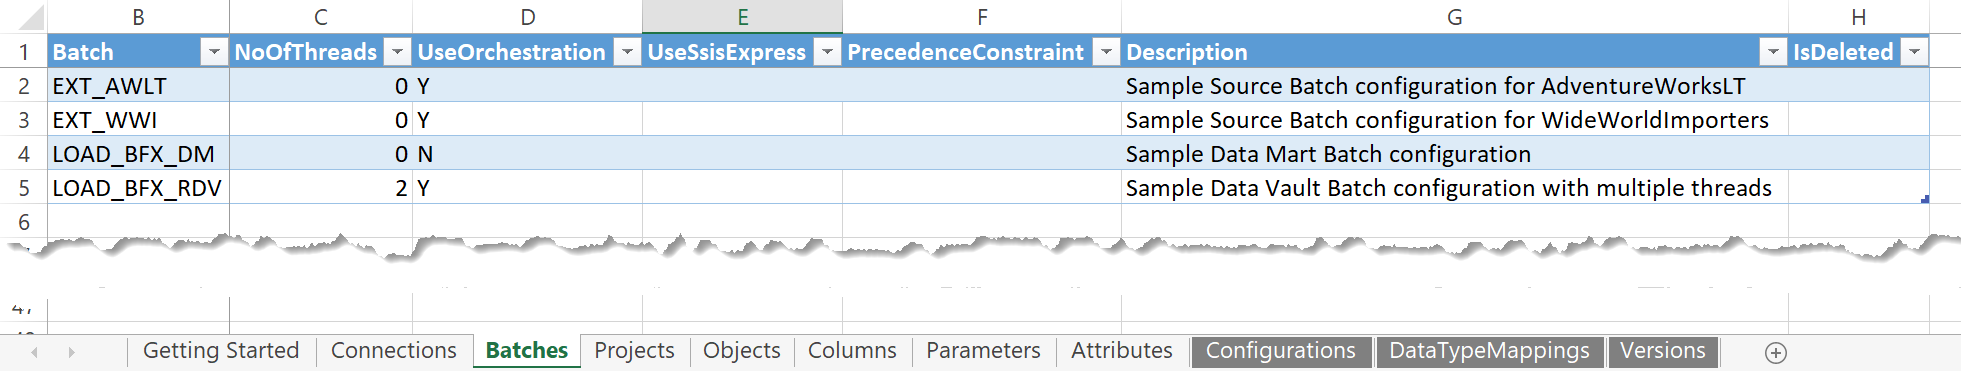 B C D E F G H
1 Batch NoOfThreads UseOrchestration UseSsisExpress PrecedenceConstraint Description IsDeleted
2 EXT_AWLT 0 Y Sample Source Batch configuration for AdventureWorksLT
3 EXT_WWI 0 Y Sample Source Batch configuration for WideWorldImporters
4 LOAD_BFX_DM 0 N Sample Data Mart Batch configuration
5 LOAD_BFX_RDV 2 Y Sample Data Vault Batch configuration with multiple threads
6
Getting Started Connections Batches Projects Objects Columns Parameters Attributes Configurations DataTypeMappings Versions